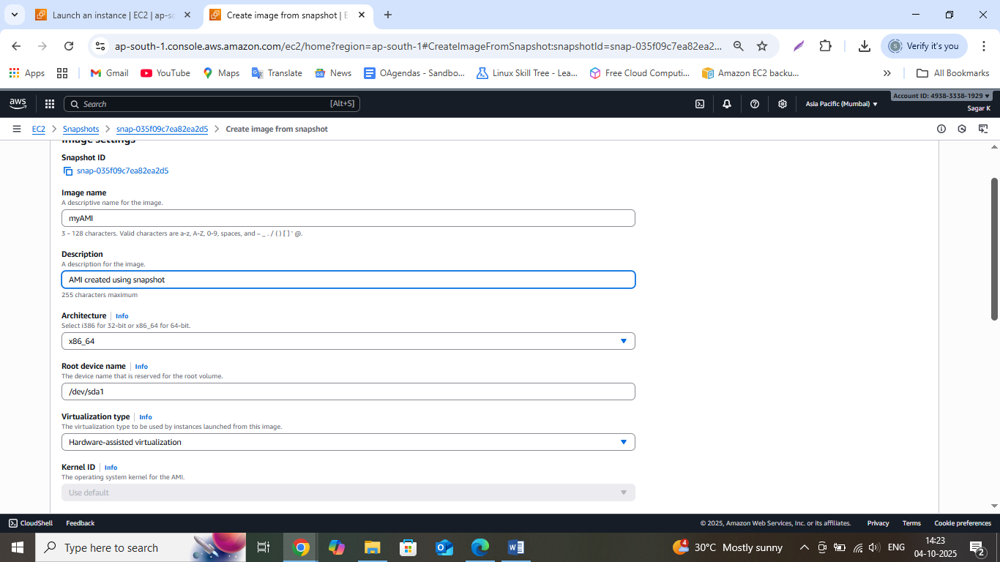 Launch an instance | EC2 | ap-sc
Create image from snapshot | E
ap-south-1.console.aws.amazon.com/ec2/home?region=ap-south-1#CreateImageFromSnapshot:snapshotId=snap-035f09c7ea82ea2...
Verify it's you
Apps
Gmail
YouTube
Maps
Translate
News
OAgendas - Sandbo...
Linux Skill Tree - Lea...
Free Cloud Computi...
Amazon EC2 backu...
All Bookmarks
aws
Search
[Alt+S]
Asia Pacific (Mumbai)
Account ID: 4938-3338-1929
Sagar K
EC2
Snapshots
snap-035f09c7ea82ea2d5
Create image from snapshot
Image settings
Snapshot ID
snap-035f09c7ea82ea2d5
Image name
A descriptive name for the image.
myAMI
3 - 128 characters. Valid characters are a-z, A-Z, 0-9, spaces, and – _ . / ( ) [ ] ' @.
Description
A description for the image.
AMI created using snapshot
255 characters maximum
Architecture | Info
Select i386 for 32-bit or x86_64 for 64-bit.
x86_64
Root device name | Info
The device name that is reserved for the root volume.
/dev/sda1
Virtualization type | Info
The virtualization type to be used by instances launched from this image.
Hardware-assisted virtualization
Kernel ID | Info
The operating system kernel for the AMI.
Use default
CloudShell
Feedback
© 2025, Amazon Web Services, Inc. or its affiliates.
Privacy
Terms
Cookie preferences
Type here to search
30°C Mostly sunny
ENG
14:23
04-10-2025
2